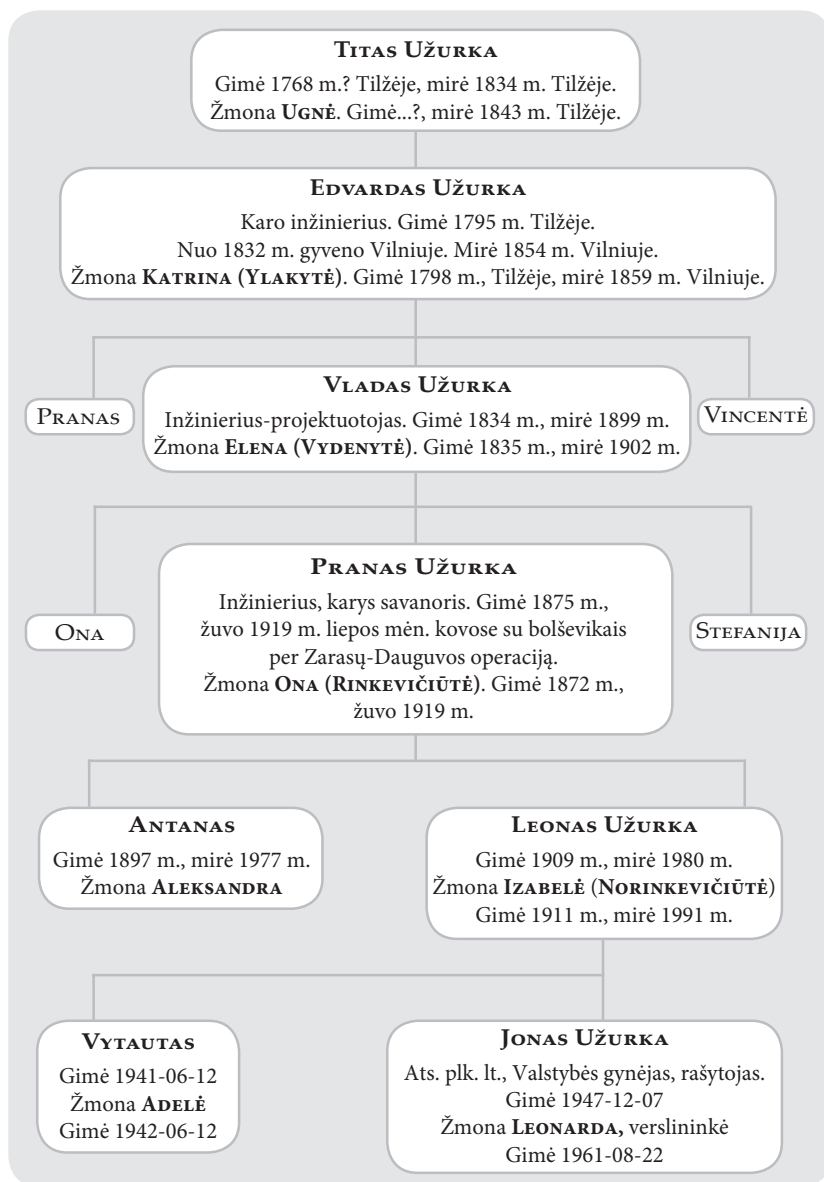 Titas Užurka
Gimė 1768 m.? Tilžėje, mirė 1834 m. Tilžėje.
Žmona Ugnė. Gimė...?, mirė 1843 m. Tilžėje.
Edvardas Užurka
Karo inžinierius. Gimė 1795 m. Tilžėje.
Nuo 1832 m. gyveno Vilniuje. Mirė 1854 m. Vilniuje.
Žmona Katrina (Ylakytė). Gimė 1798 m., Tilžėje, mirė 1859 m. Vilniuje.
Pranas
Vladas Užurka
Inžinierius-projektuotojas. Gimė 1834 m., mirė 1899 m.
Žmona Elena (Vydenytė). Gimė 1835 m., mirė 1902 m.
Vincentė
Ona
Pranas Užurka
Inžinierius, karys savanoris. Gimė 1875 m.,
žuvo 1919 m. liepos mėn. kovose su bolševikais
per Zarasų-Dauguvos operaciją.
Žmona Ona (Rinkevičiūtė). Gimė 1872 m.,
žuvo 1919 m.
Stefanija
Antanas
Gimė 1897 m., mirė 1977 m.
Žmona Aleksandra
Leonas Užurka
Gimė 1909 m., mirė 1980 m.
Žmona Izabelė (Norinkevičiūtė)
Gimė 1911 m., mirė 1991 m.
Vytautas
Gimė 1941-06-12
Žmona Adelė
Gimė 1942-06-12
Jonas Užurka
Ats. plk. lt., Valstybės gynėjas, rašytojas.
Gimė 1947-12-07
Žmona Leonarda, verslininkė
Gimė 1961-08-22